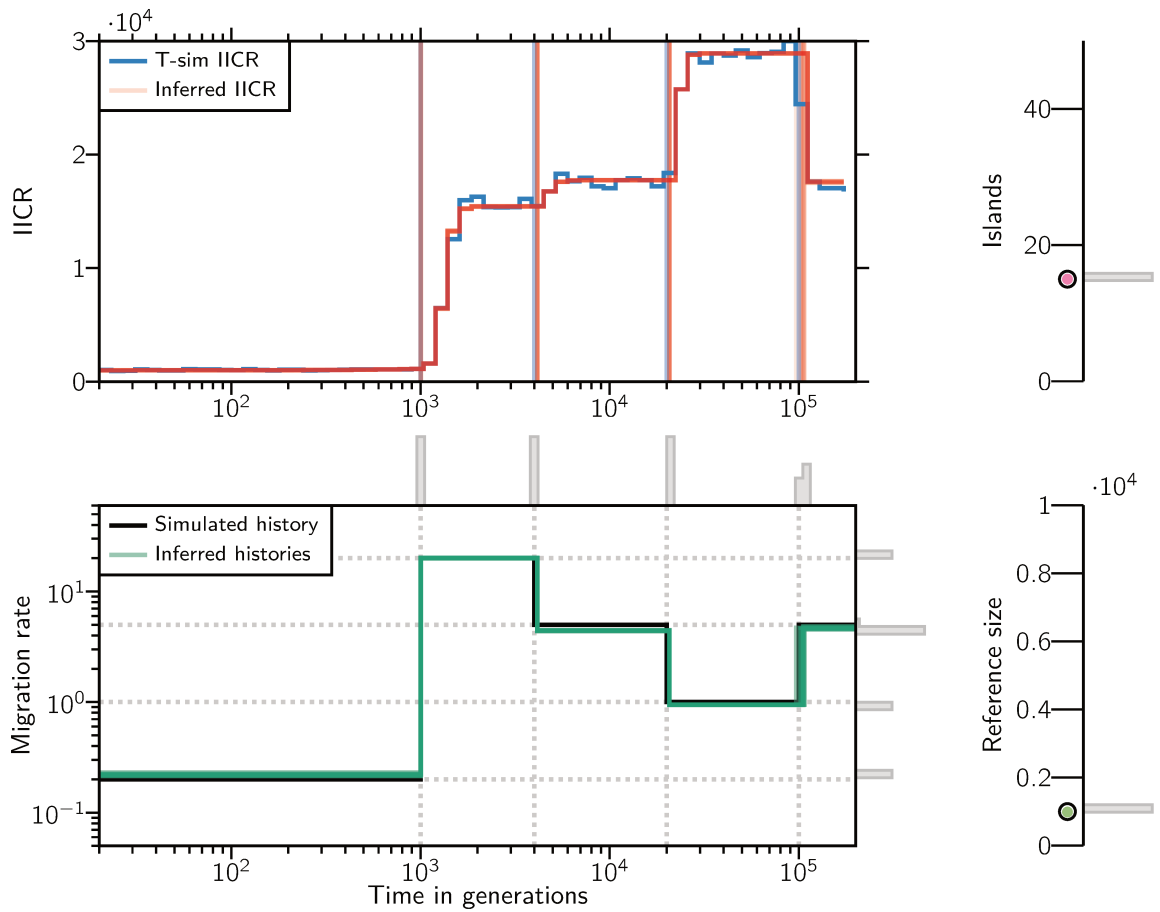 ·10⁴
3
T-sim IICR
Inferred IICR
2
1
0
IICR
10² 10³ 10⁴ 10⁵
40
20
0
Islands
Simulated history
Inferred histories
10¹
10⁰
10⁻¹
Migration rate
10² 10³ 10⁴ 10⁵
Time in generations
·10⁴
1
0.8
0.6
0.4
0.2
0
Reference size